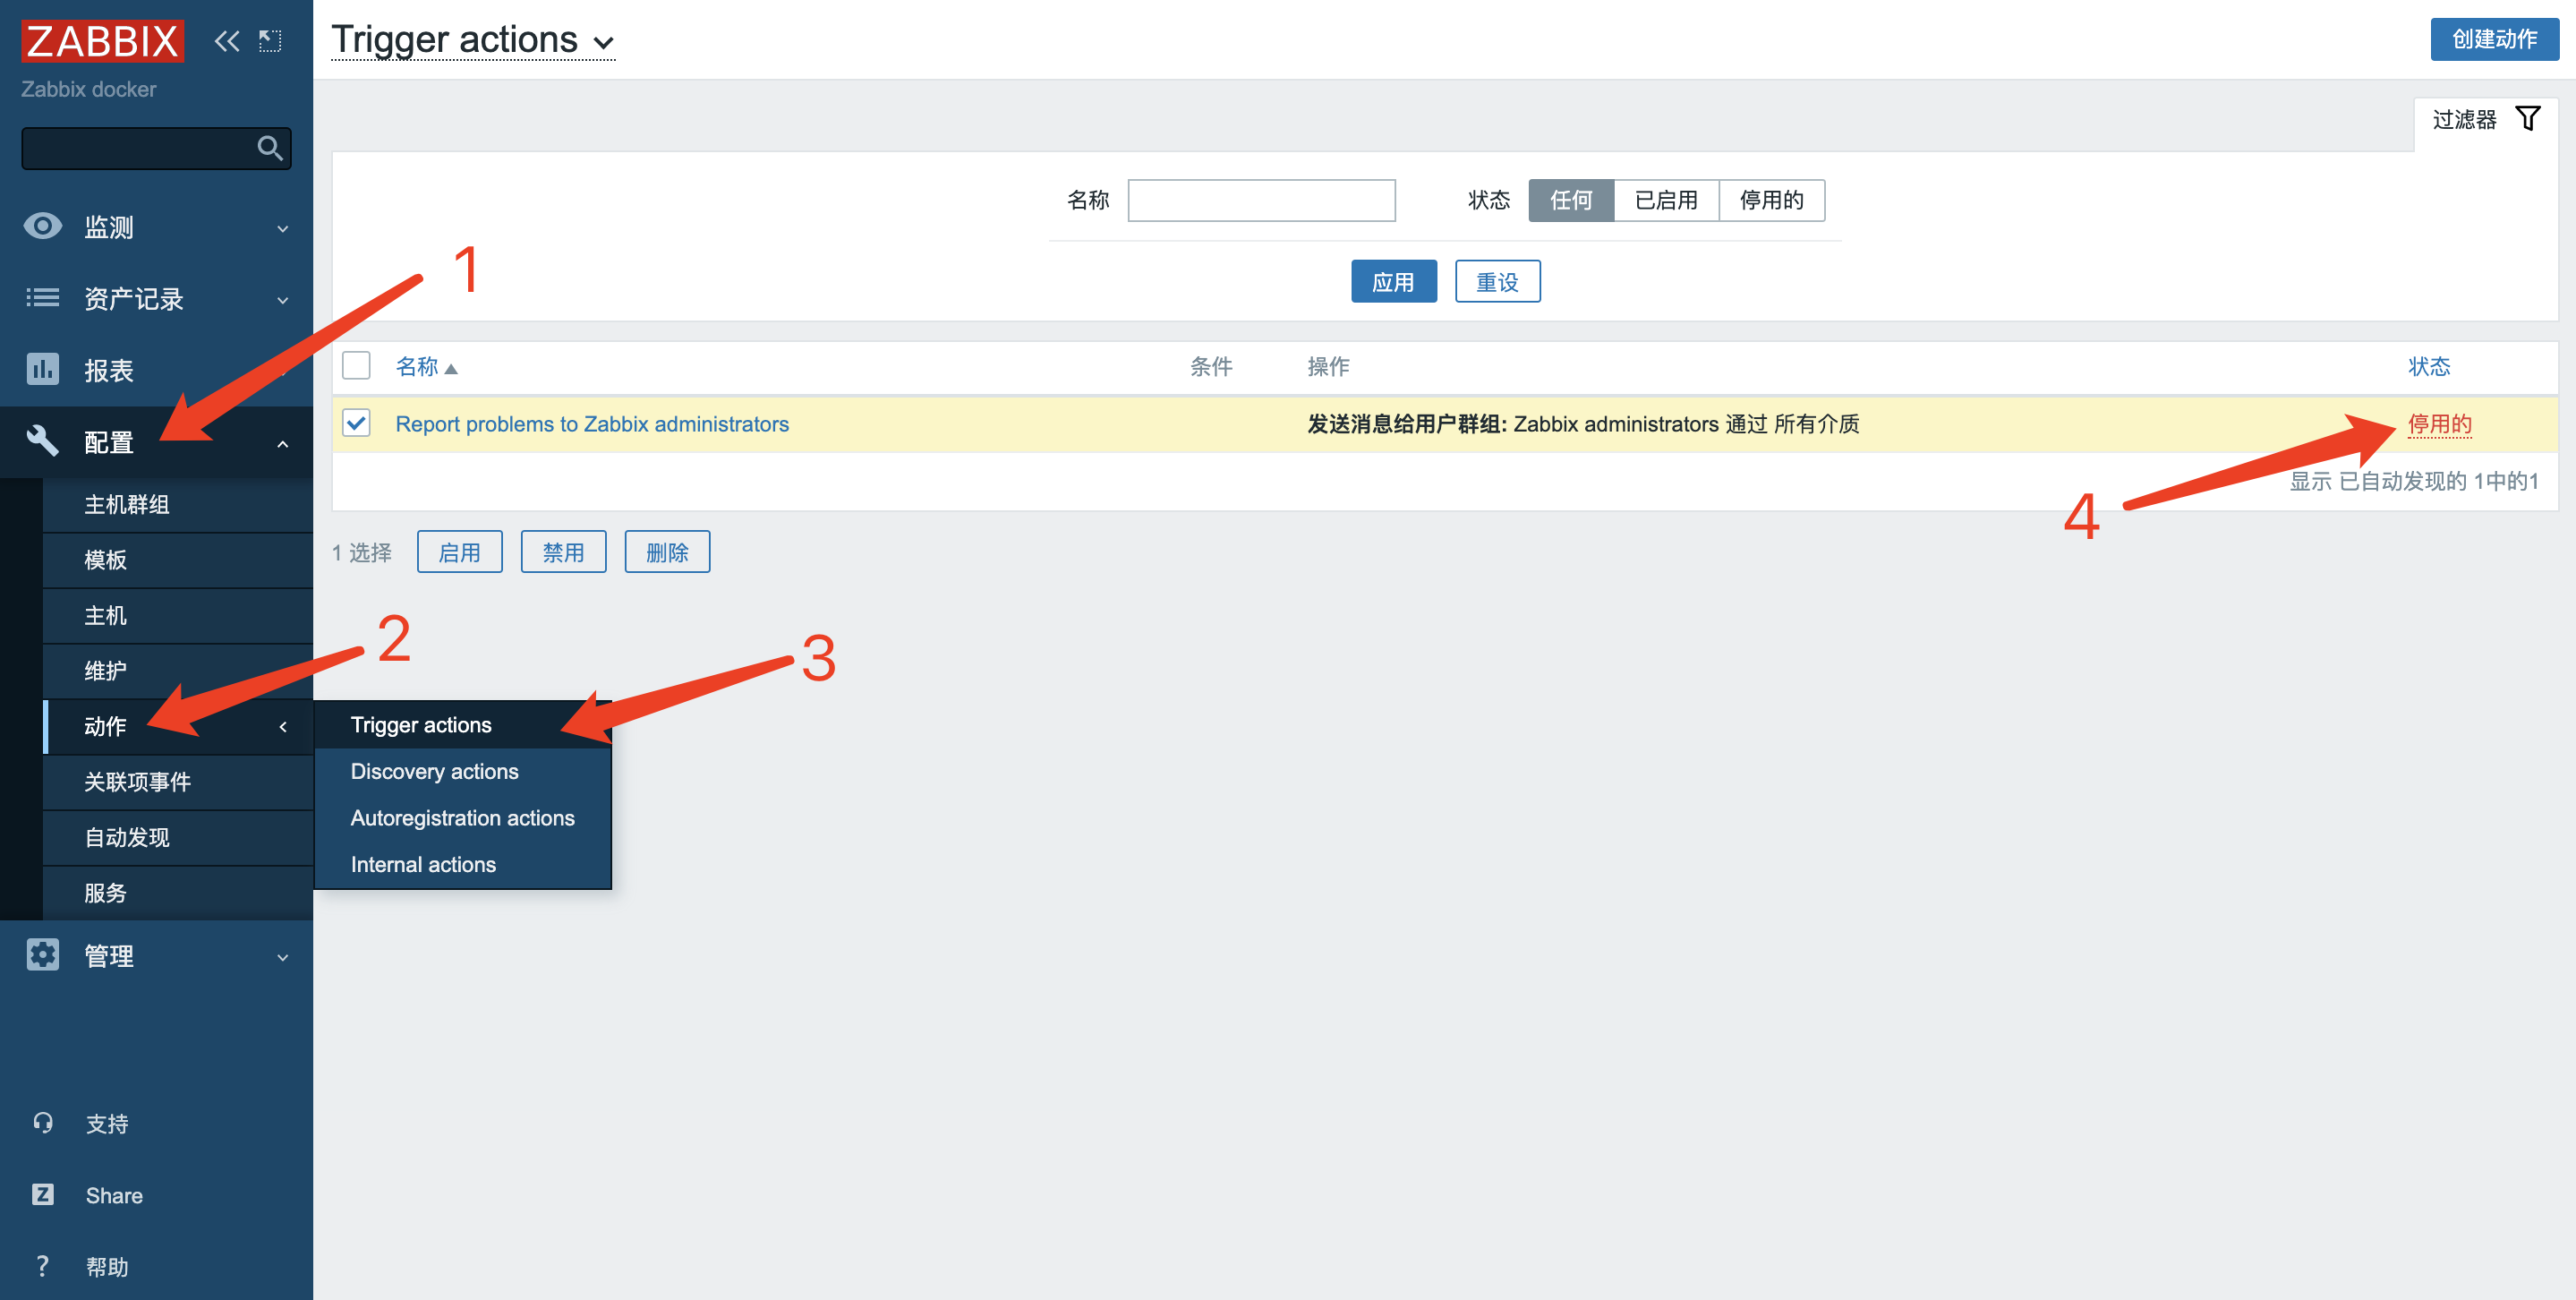 ZABBIX
Zabbix docker
监测
资产记录
报表
配置
主机群组
模板
主机
维护
动作
关联项事件
自动发现
服务
管理
支持
Share
帮助
Trigger actions
创建动作
过滤器
名称
状态 任何 已启用 停用的
应用 重设
名称 条件 操作 状态
Report problems to Zabbix administrators 发送消息给用户群组: Zabbix administrators 通过 所有介质 停用的
显示 已自动发现的 1中的1
1 选择 启用 禁用 删除
Trigger actions
Discovery actions
Autoregistration actions
Internal actions
1
2
3
4